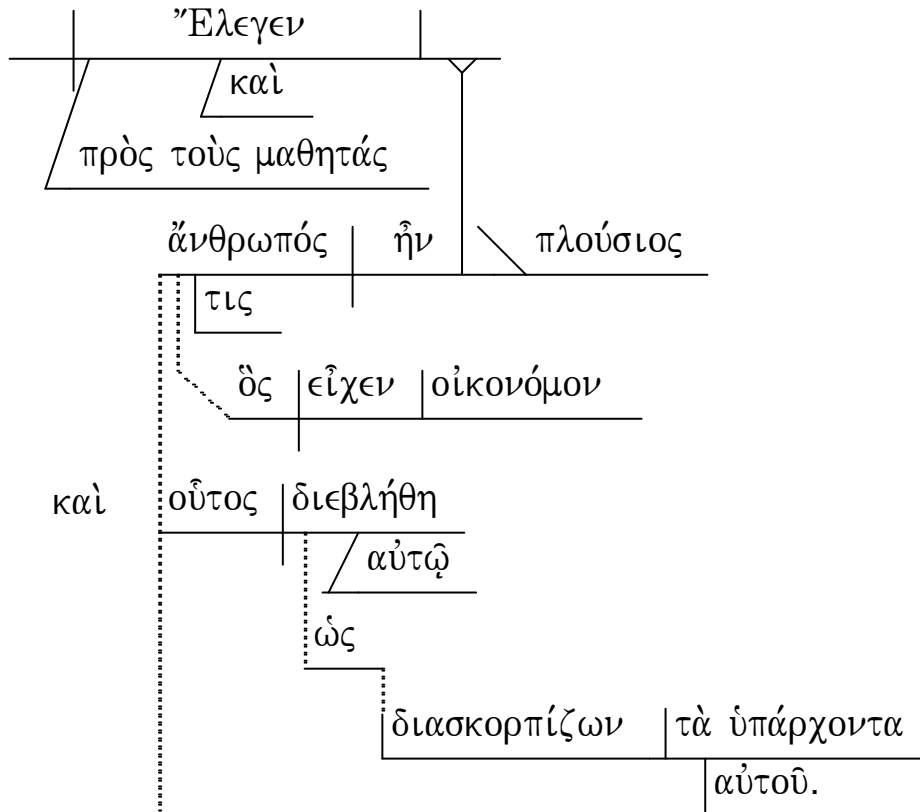 Ἔλεγεν
καὶ
πρὸς τοὺς μαθητάς
ἄνθρωπός ἦν πλούσιος
τις
ὃς εἶχεν οἰκονόμον
καὶ οὗτος διεβλήθη
αὐτῷ
ὡς
διασκορπίζων τὰ ὑπάρχοντα
αὐτοῦ.